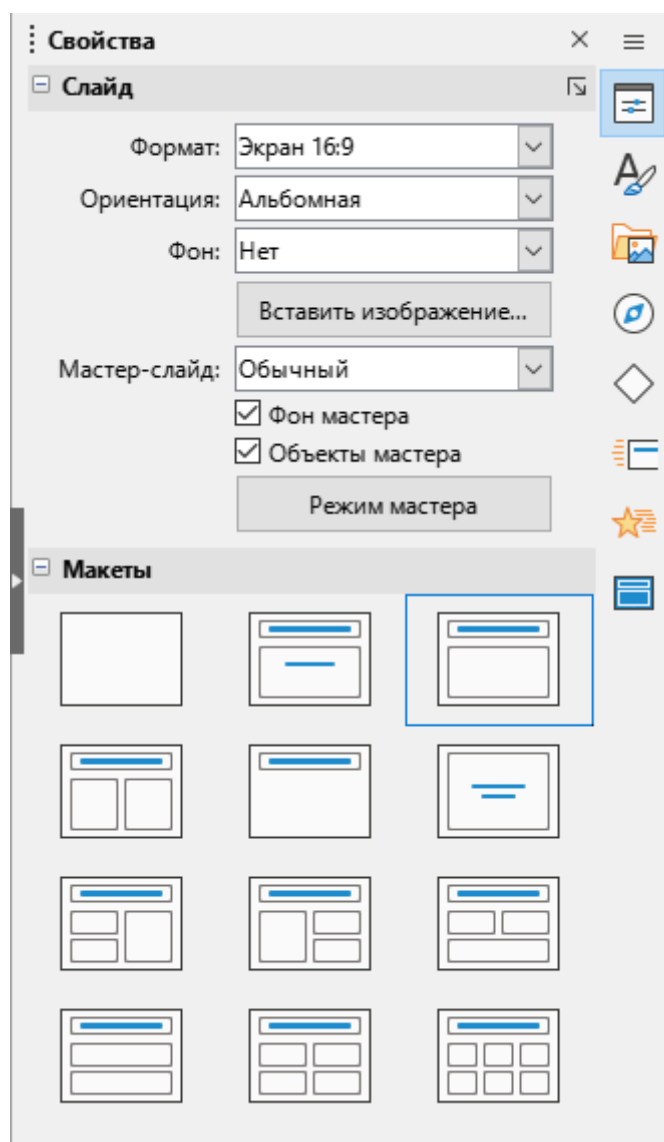 Свойства
Слайд
Формат: Экран 16:9
Ориентация: Альбомная
Фон: Нет
Вставить изображение...
Мастер-слайд: Обычный
Фон мастера
Объекты мастера
Режим мастера
Макеты